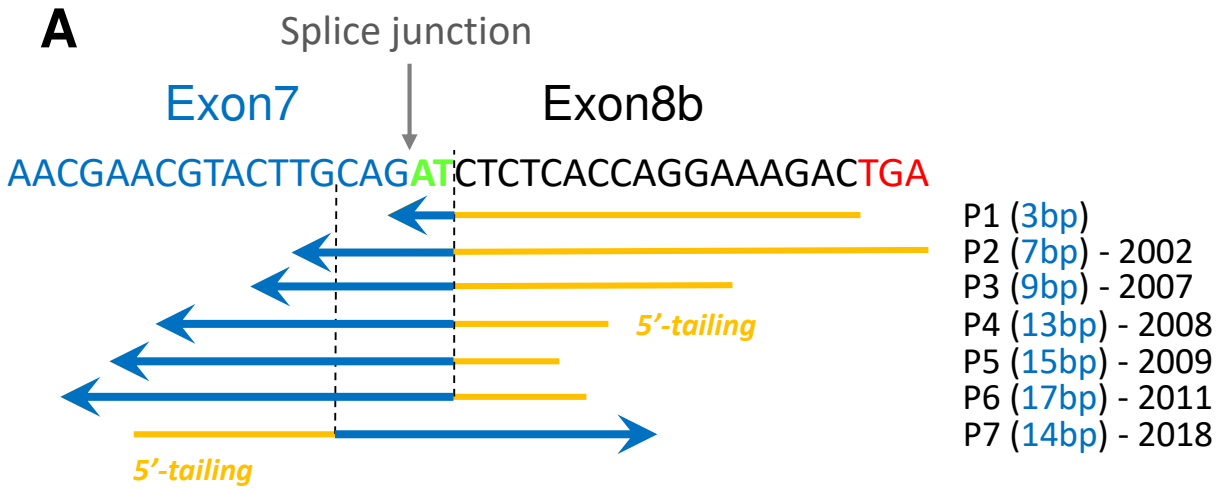 A
Splice junction
Exon7 Exon8b
AACGAACGTACTTGCAGATCTCTCACCAGGAAAGACTGA
P1 (3bp)
P2 (7bp) - 2002
P3 (9bp) - 2007
5'-tailing P4 (13bp) - 2008
P5 (15bp) - 2009
P6 (17bp) - 2011
P7 (14bp) - 2018
5'-tailing